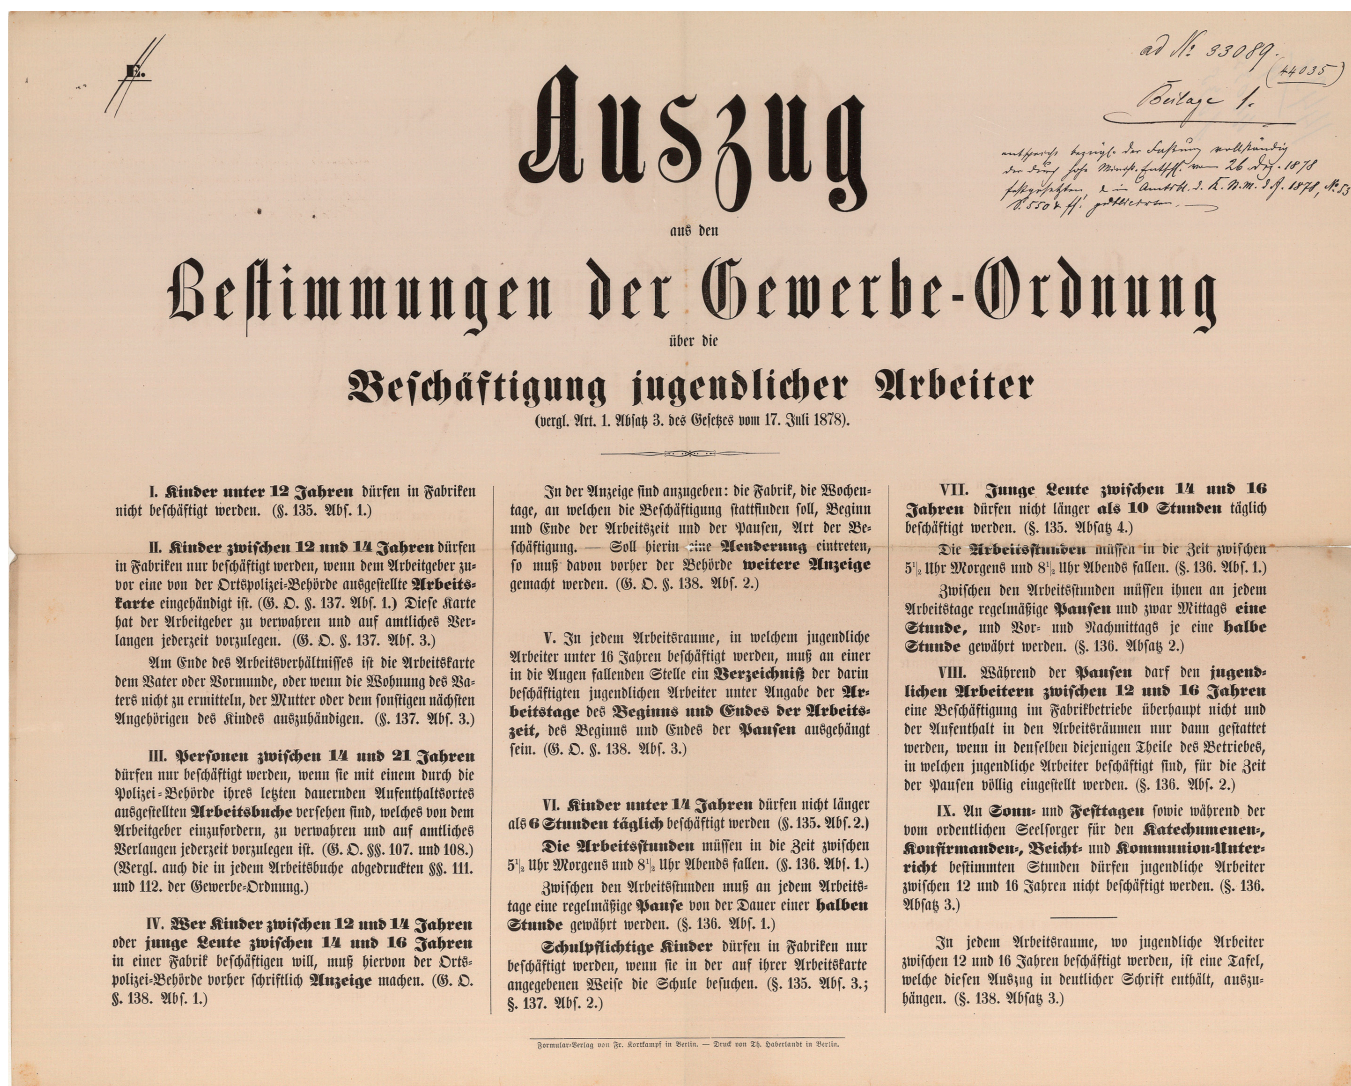 E.
ad № 33089.
(44035)
Beilage 1.
entspricht bezügl. der Fassung vollständig
der durch hohe Minist. Entschl. vom 26. Dez. 1878
festgesetzten, & im Amtsbl. d. K. St. M. d. J. 1878, № 53
S. 550 & ff. publicirten.
Auszug
aus den
Bestimmungen der Gewerbe-Ordnung
über die
Beschäftigung jugendlicher Arbeiter
(vergl. Art. 1. Absatz 3. des Gesetzes vom 17. Juli 1878).
I. Kinder unter 12 Jahren dürfen in Fabriken
nicht beschäftigt werden. (§. 135. Abs. 1.)
II. Kinder zwischen 12 und 14 Jahren dürfen
in Fabriken nur beschäftigt werden, wenn dem Arbeitgeber zu-
vor eine von der Ortspolizei-Behörde ausgestellte Arbeits-
karte eingehändigt ist. (G. O. §. 137. Abs. 1.) Diese Karte
hat der Arbeitgeber zu verwahren und auf amtliches Ver-
langen jederzeit vorzulegen. (G. O. §. 137. Abs. 3.)
Am Ende des Arbeitsverhältnisses ist die Arbeitskarte
dem Vater oder Vormunde, oder wenn die Wohnung des Va-
ters nicht zu ermitteln, der Mutter oder dem sonstigen nächsten
Angehörigen des Kindes auszuhändigen. (§. 137. Abs. 3.)
III. Personen zwischen 14 und 21 Jahren
dürfen nur beschäftigt werden, wenn sie mit einem durch die
Polizei-Behörde ihres letzten dauernden Aufenthaltsortes
ausgestellten Arbeitsbuche versehen sind, welches von dem
Arbeitgeber einzufordern, zu verwahren und auf amtliches
Verlangen jederzeit vorzulegen ist. (G. O. §§. 107. und 108.)
(Vergl. auch die in jedem Arbeitsbuche abgedruckten §§. 111.
und 112. der Gewerbe-Ordnung.)
IV. Wer Kinder zwischen 12 und 14 Jahren
oder junge Leute zwischen 14 und 16 Jahren
in einer Fabrik beschäftigen will, muß hiervon der Orts-
polizei-Behörde vorher schriftlich Anzeige machen. (G. O.
§. 138. Abs. 1.)
In der Anzeige sind anzugeben: die Fabrik, die Wochen-
tage, an welchen die Beschäftigung stattfinden soll, Beginn
und Ende der Arbeitszeit und der Pausen, Art der Be-
schäftigung. — Soll hierin eine Aenderung eintreten,
so muß davon vorher der Behörde weitere Anzeige
gemacht werden. (G. O. §. 138. Abs. 2.)
V. In jedem Arbeitsraume, in welchem jugendliche
Arbeiter unter 16 Jahren beschäftigt werden, muß an einer
in die Augen fallenden Stelle ein Verzeichniß der darin
beschäftigten jugendlichen Arbeiter unter Angabe der Ar-
beitstage des Beginns und Endes der Arbeits-
zeit, des Beginns und Endes der Pausen ausgehängt
sein. (G. O. §. 138. Abs. 3.)
VI. Kinder unter 14 Jahren dürfen nicht länger
als 6 Stunden täglich beschäftigt werden (§. 135. Abs. 2.)
Die Arbeitsstunden müssen in die Zeit zwischen
5½ Uhr Morgens und 8½ Uhr Abends fallen. (§. 136. Abs. 1.)
Zwischen den Arbeitsstunden muß an jedem Arbeits-
tage eine regelmäßige Pause von der Dauer einer halben
Stunde gewährt werden. (§. 136. Abs. 1.)
Schulpflichtige Kinder dürfen in Fabriken nur
beschäftigt werden, wenn sie in der auf ihrer Arbeitskarte
angegebenen Weise die Schule besuchen. (§. 135. Abs. 3.;
§. 137. Abs. 2.)
VII. Junge Leute zwischen 14 und 16
Jahren dürfen nicht länger als 10 Stunden täglich
beschäftigt werden. (§. 135. Absatz 4.)
Die Arbeitsstunden müssen in die Zeit zwischen
5½ Uhr Morgens und 8½ Uhr Abends fallen. (§. 136. Abs. 1.)
Zwischen den Arbeitsstunden müssen ihnen an jedem
Arbeitstage regelmäßige Pausen und zwar Mittags eine
Stunde, und Vor- und Nachmittags je eine halbe
Stunde gewährt werden. (§. 136. Absatz 2.)
VIII. Während der Pausen darf den jugend-
lichen Arbeitern zwischen 12 und 16 Jahren
eine Beschäftigung im Fabrikbetriebe überhaupt nicht und
der Aufenthalt in den Arbeitsräumen nur dann gestattet
werden, wenn in denselben diejenigen Theile des Betriebes,
in welchen jugendliche Arbeiter beschäftigt sind, für die Zeit
der Pausen völlig eingestellt werden. (§. 136. Abs. 2.)
IX. An Sonn- und Festtagen sowie während der
vom ordentlichen Seelsorger für den Katechumenen-,
Konfirmanden-, Beicht- und Kommunion-Unter-
richt bestimmten Stunden dürfen jugendliche Arbeiter
zwischen 12 und 16 Jahren nicht beschäftigt werden. (§. 136.
Absatz 3.)
In jedem Arbeitsraume, wo jugendliche Arbeiter
zwischen 12 und 16 Jahren beschäftigt werden, ist eine Tafel,
welche diesen Auszug in deutlicher Schrift enthält, auszu-
hängen. (§. 138. Absatz 3.)
Formular-Verlag von Fr. Kortkampf in Berlin. — Druck von Th. Haberlandt in Berlin.